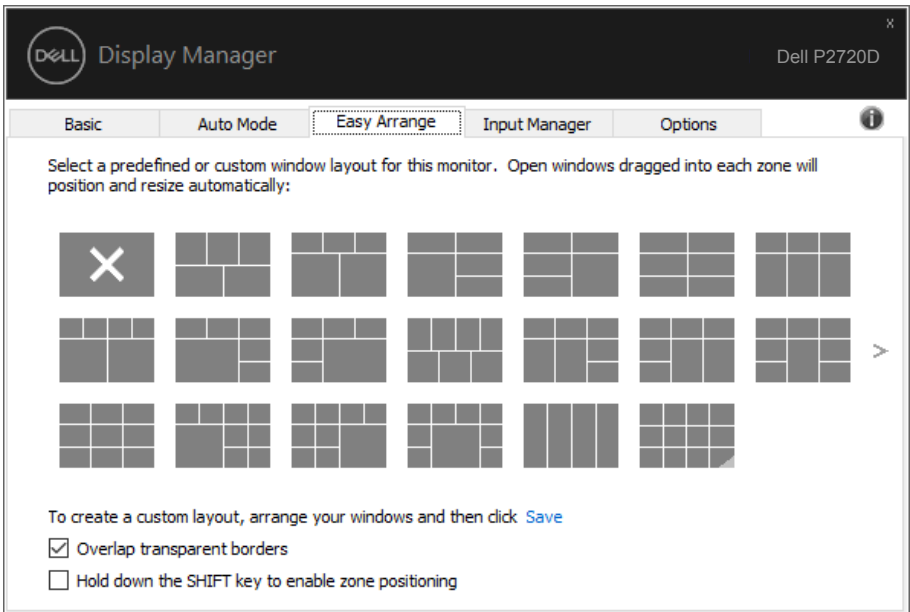 x
DELL Display Manager
Dell P2720D
Basic Auto Mode Easy Arrange Input Manager Options
Select a predefined or custom window layout for this monitor. Open windows dragged into each zone will
position and resize automatically:
>
To create a custom layout, arrange your windows and then click Save
Overlap transparent borders
Hold down the SHIFT key to enable zone positioning